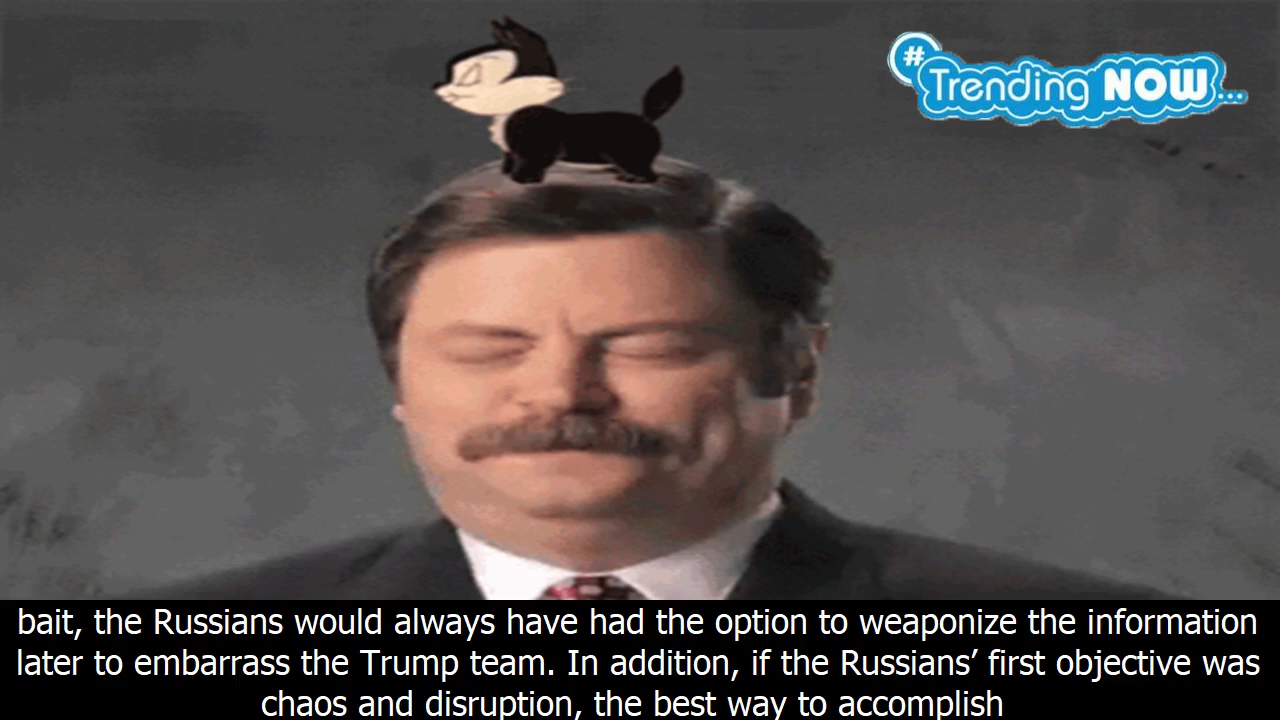 #Trending NOW...
bait, the Russians would always have had the option to weaponize the information
later to embarrass the Trump team. In addition, if the Russians’ first objective was
chaos and disruption, the best way to accomplish